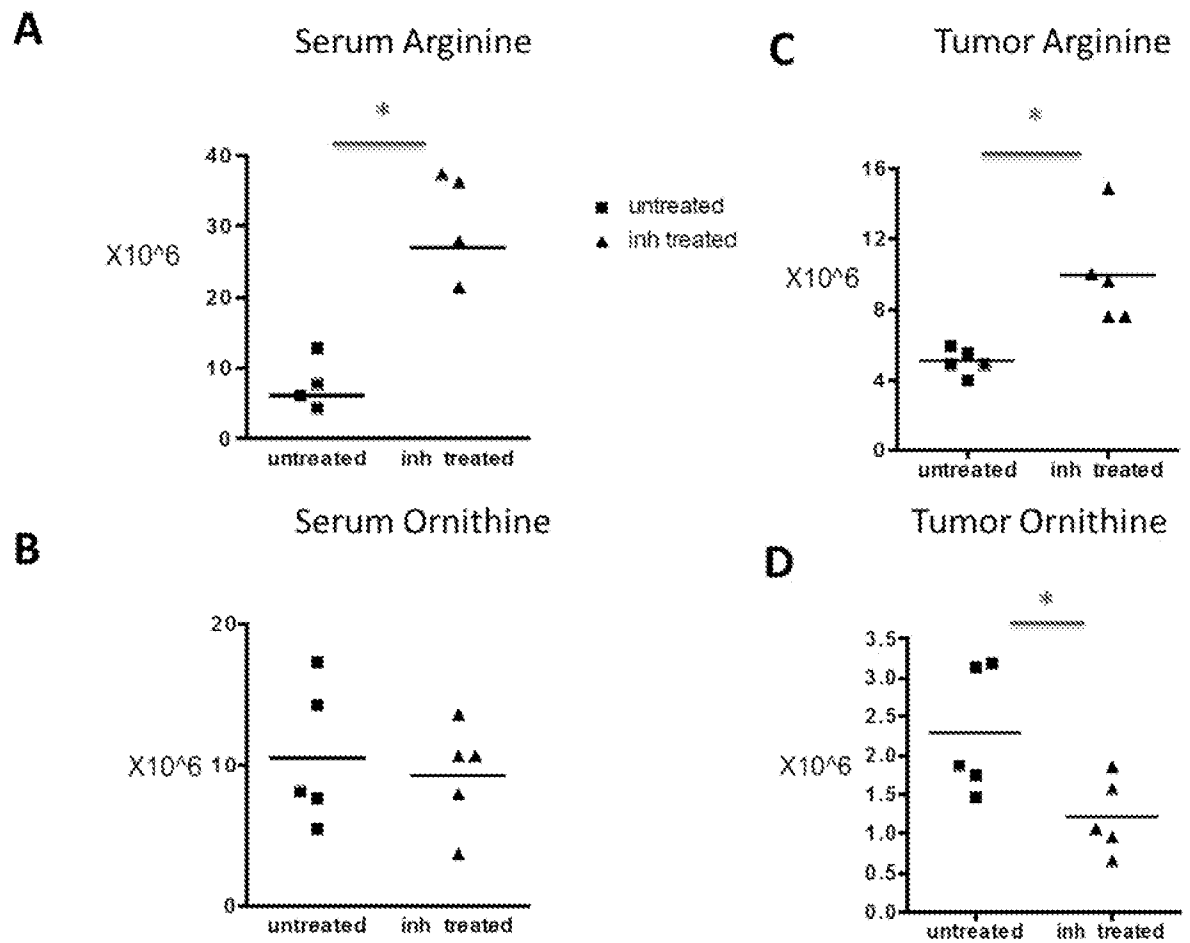 A
Serum Arginine
*
40
30
20
10
0
X10^6
untreated
inh treated
untreated
inh treated
C
Tumor Arginine
*
16
12
8
4
0
X10^6
untreated
inh treated
B
Serum Ornithine
20
10
0
X10^6
untreated
inh treated
D
Tumor Ornithine
*
3.5
3.0
2.5
2.0
1.5
1.0
0.5
0.0
X10^6
untreated
inh treated